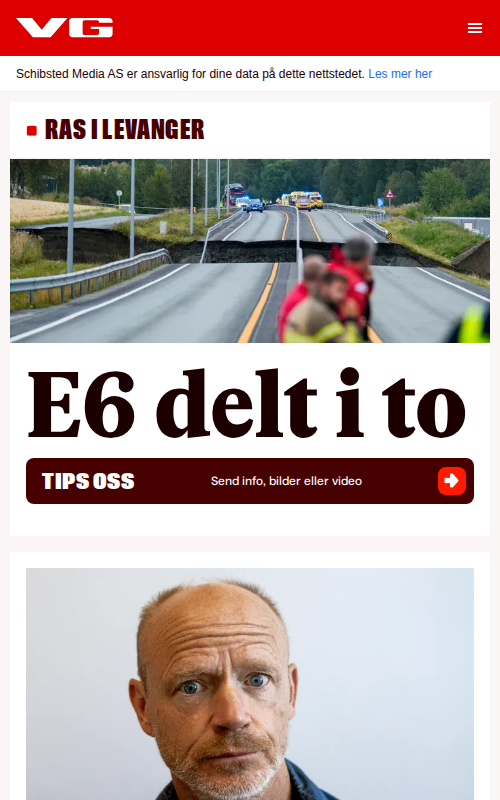 VG
Schibsted Media AS er ansvarlig for dine data på dette nettstedet. Les mer her
RAS I LEVANGER
E6 delt i to
TIPS OSS
Send info, bilder eller video